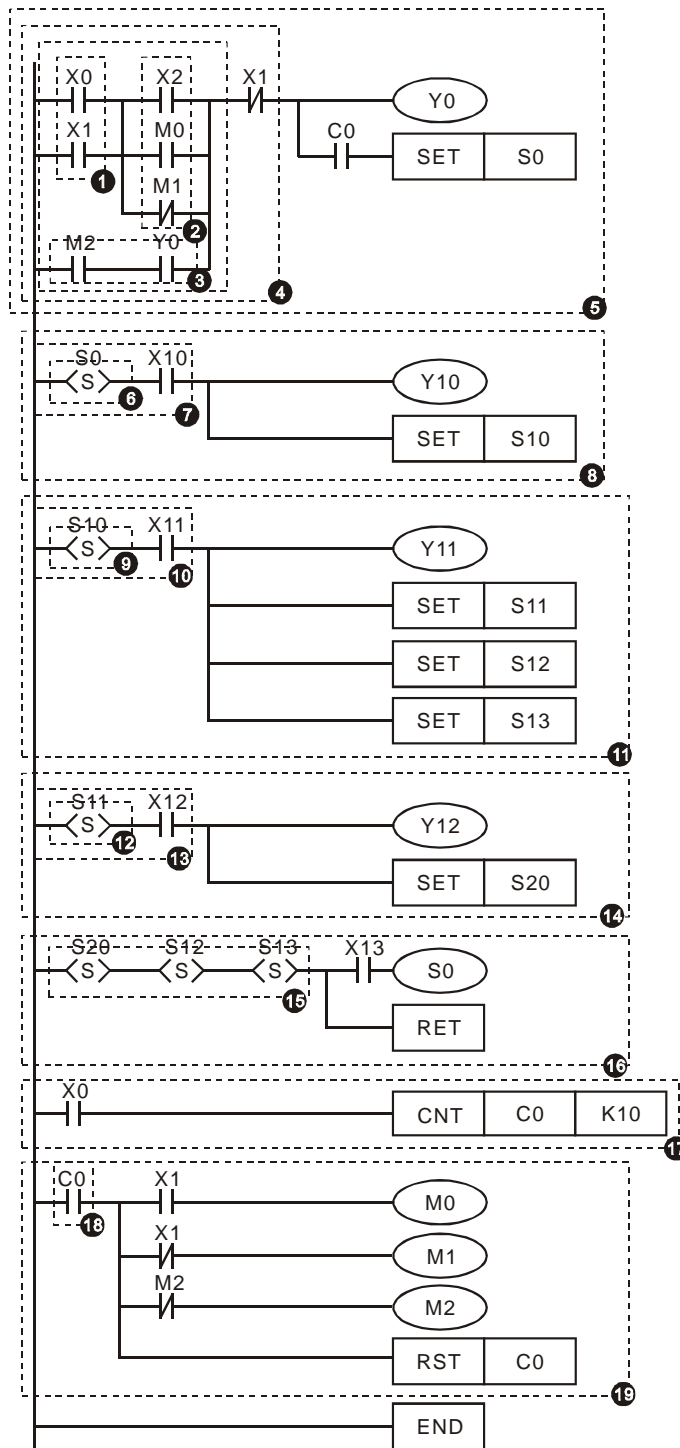 X0 X2 X1 Y0
X1 M0 C0 SET S0
1
M1
2
M2 Y0
3
4
5
S0 X10 Y10
S
6
7
SET S10
8
S10 X11 Y11
S
9
10
SET S11
SET S12
SET S13
11
S11 X12 Y12
S
12
13
SET S20
14
S20 S12 S13 X13 S0
S S S
15
RET
16
X0
CNT C0 K10
17
C0 X1 M0
18
X1 M1
M2 M2
RST C0
19
END